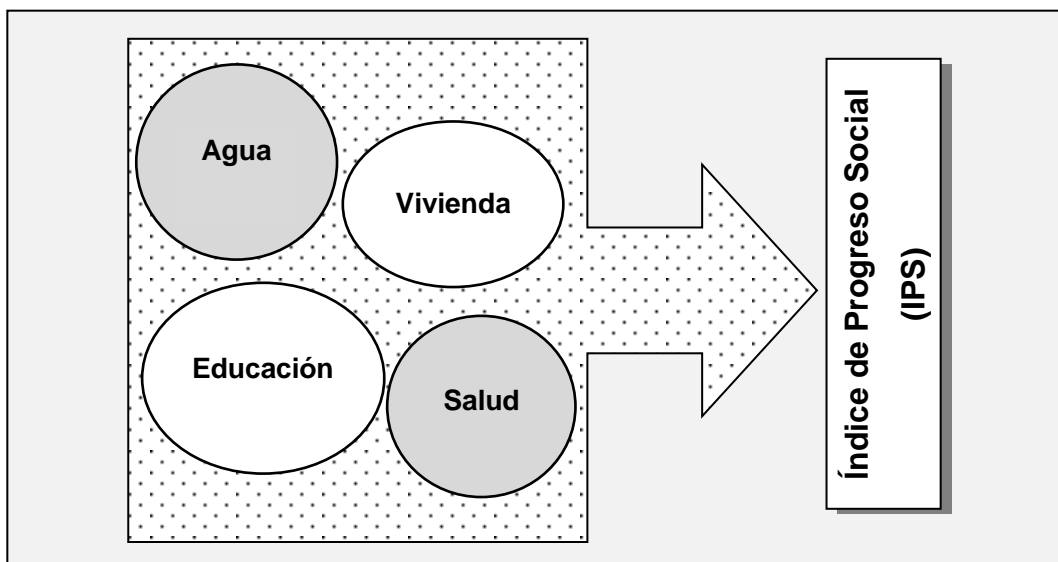 Agua
Vivienda
Educación
Salud
Índice de Progreso Social
(IPS)